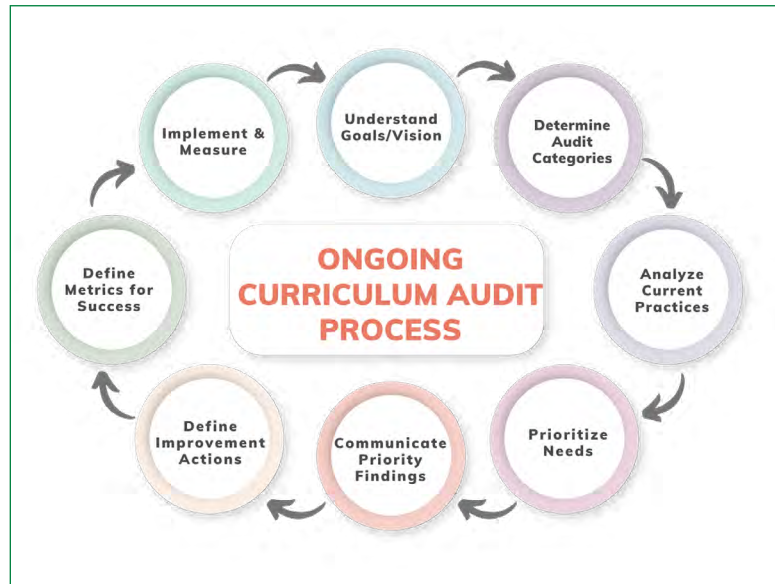 Implement &
Measure
Understand
Goals/Vision
Determine
Audit
Categories
Define
Metrics for
Success
ONGOING
CURRICULUM AUDIT
PROCESS
Analyze
Current
Practices
Define
Improvement
Actions
Communicate
Priority
Findings
Prioritize
Needs